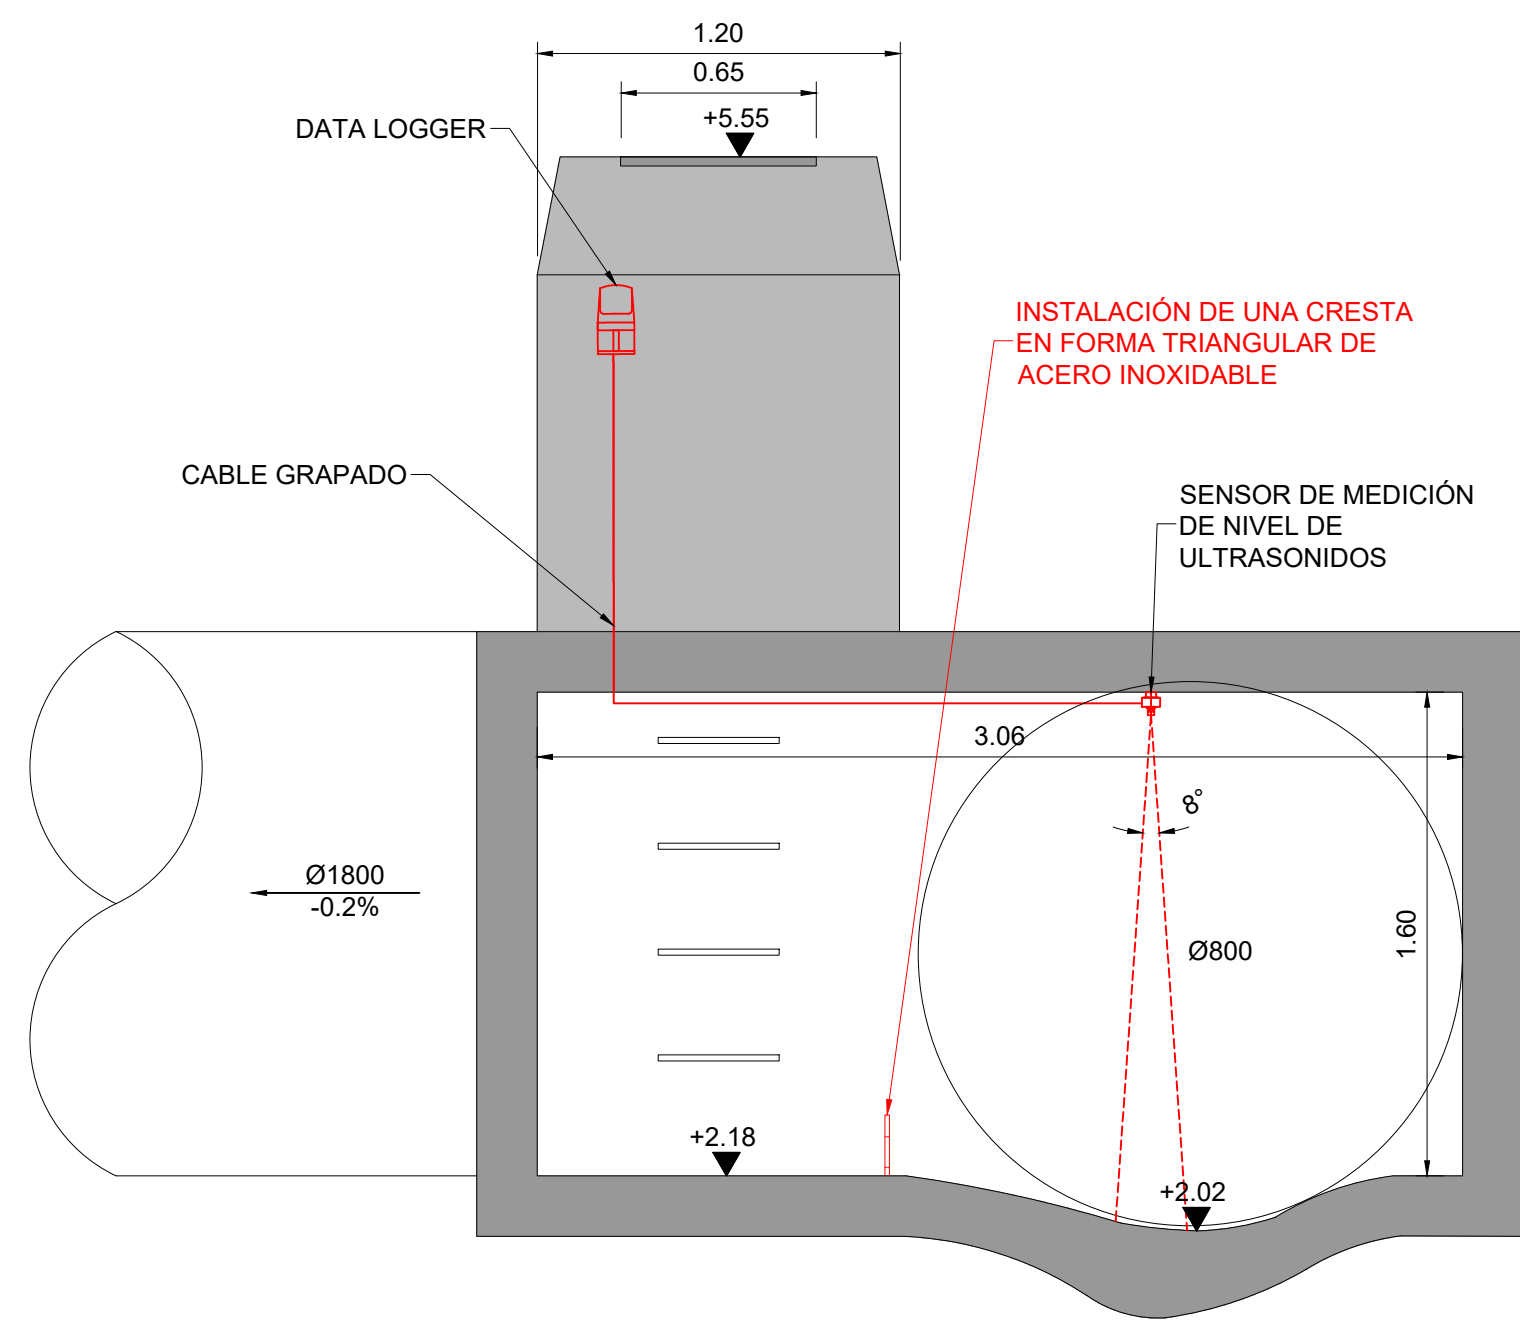 1.20
0.65
+5.55
DATA LOGGER
INSTALACIÓN DE UNA CRESTA
EN FORMA TRIANGULAR DE
ACERO INOXIDABLE
CABLE GRAPADO
SENSOR DE MEDICIÓN
DE NIVEL DE
ULTRASONIDOS
3.06
8°
Ø1800
-0.2%
1.60
Ø800
+2.18
+2.02